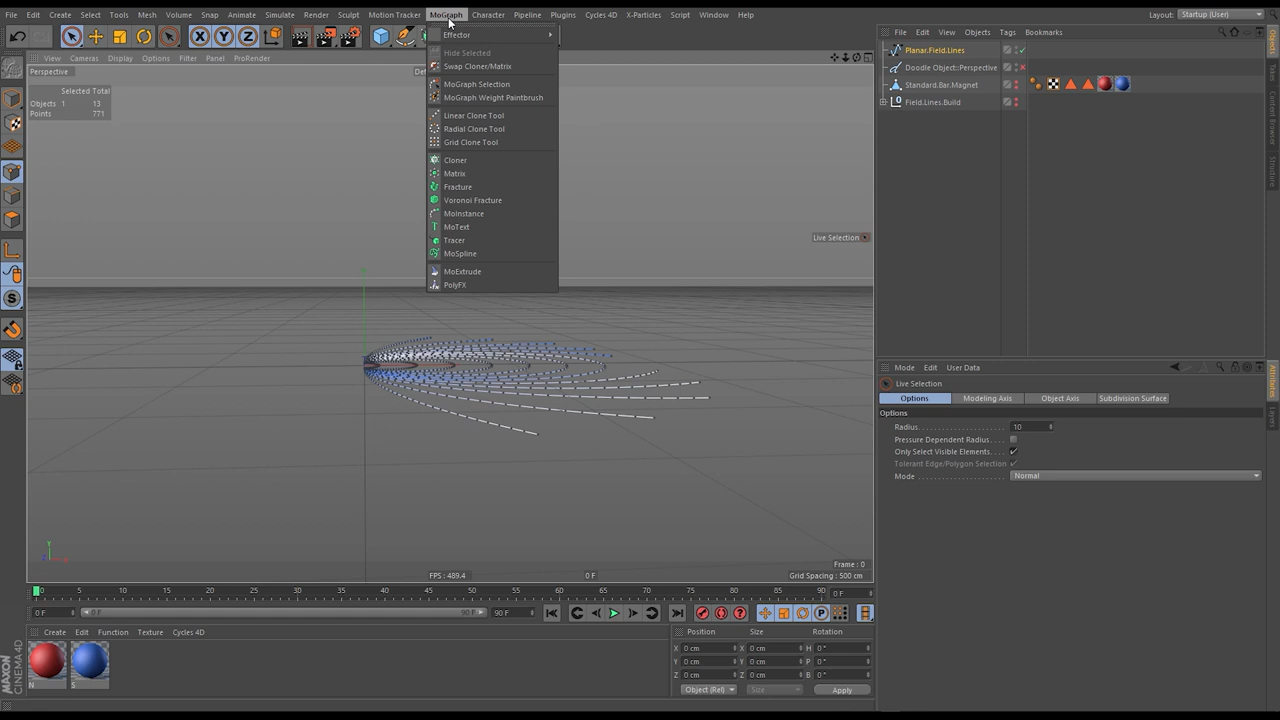 File Create Select Tools Mesh Volume Snap Animate Simulate Render Sculpt Motion Tracker MoGraph Character Pipeline Plugins Cycles 4D X-Particles Script Window Help
Layout: Startup (User)
X Y Z
View Cameras Display Options Filter Panel ProRender
Perspective
Selected Total
Objects 1 13
Points 771
Effector
Hide Selected
Swap Cloner/Matrix
MoGraph Selection
MoGraph Weight Paintbrush
Linear Clone Tool
Radial Clone Tool
Grid Clone Tool
Cloner
Matrix
Fracture
Voronoi Fracture
MoInstance
MoText
Tracer
MoSpline
MoExtrude
PolyFX
Live Selection
Y
FPS : 489.4
0 F
Frame : 0
Grid Spacing : 500 cm
File Edit View Objects Tags Bookmarks
Planar.Field.Lines
Doodle Object::Perspective
Standard.Bar.Magnet
Field.Lines.Build
Objects
Takes
Content Browser
Structure
Mode Edit User Data
Live Selection
Options Modeling Axis Object Axis Subdivision Surface
Options
Radius 10
Pressure Dependent Radius
Only Select Visible Elements
Tolerant Edge/Polygon Selection
Mode Normal
Attributes
Layers
0 5 10 15 20 25 30 35 40 45 50 55 60 65 70 75 80 85 90 0 F
0 F 0 F 90 F 90 F
Create Edit Function Texture Cycles 4D
N S
Position Size Rotation
X 0 cm X 0 cm H 0 °
Y 0 cm Y 0 cm P 0 °
Z 0 cm Z 0 cm B 0 °
Object (Rel) Size Apply
MAXON
CINEMA 4D